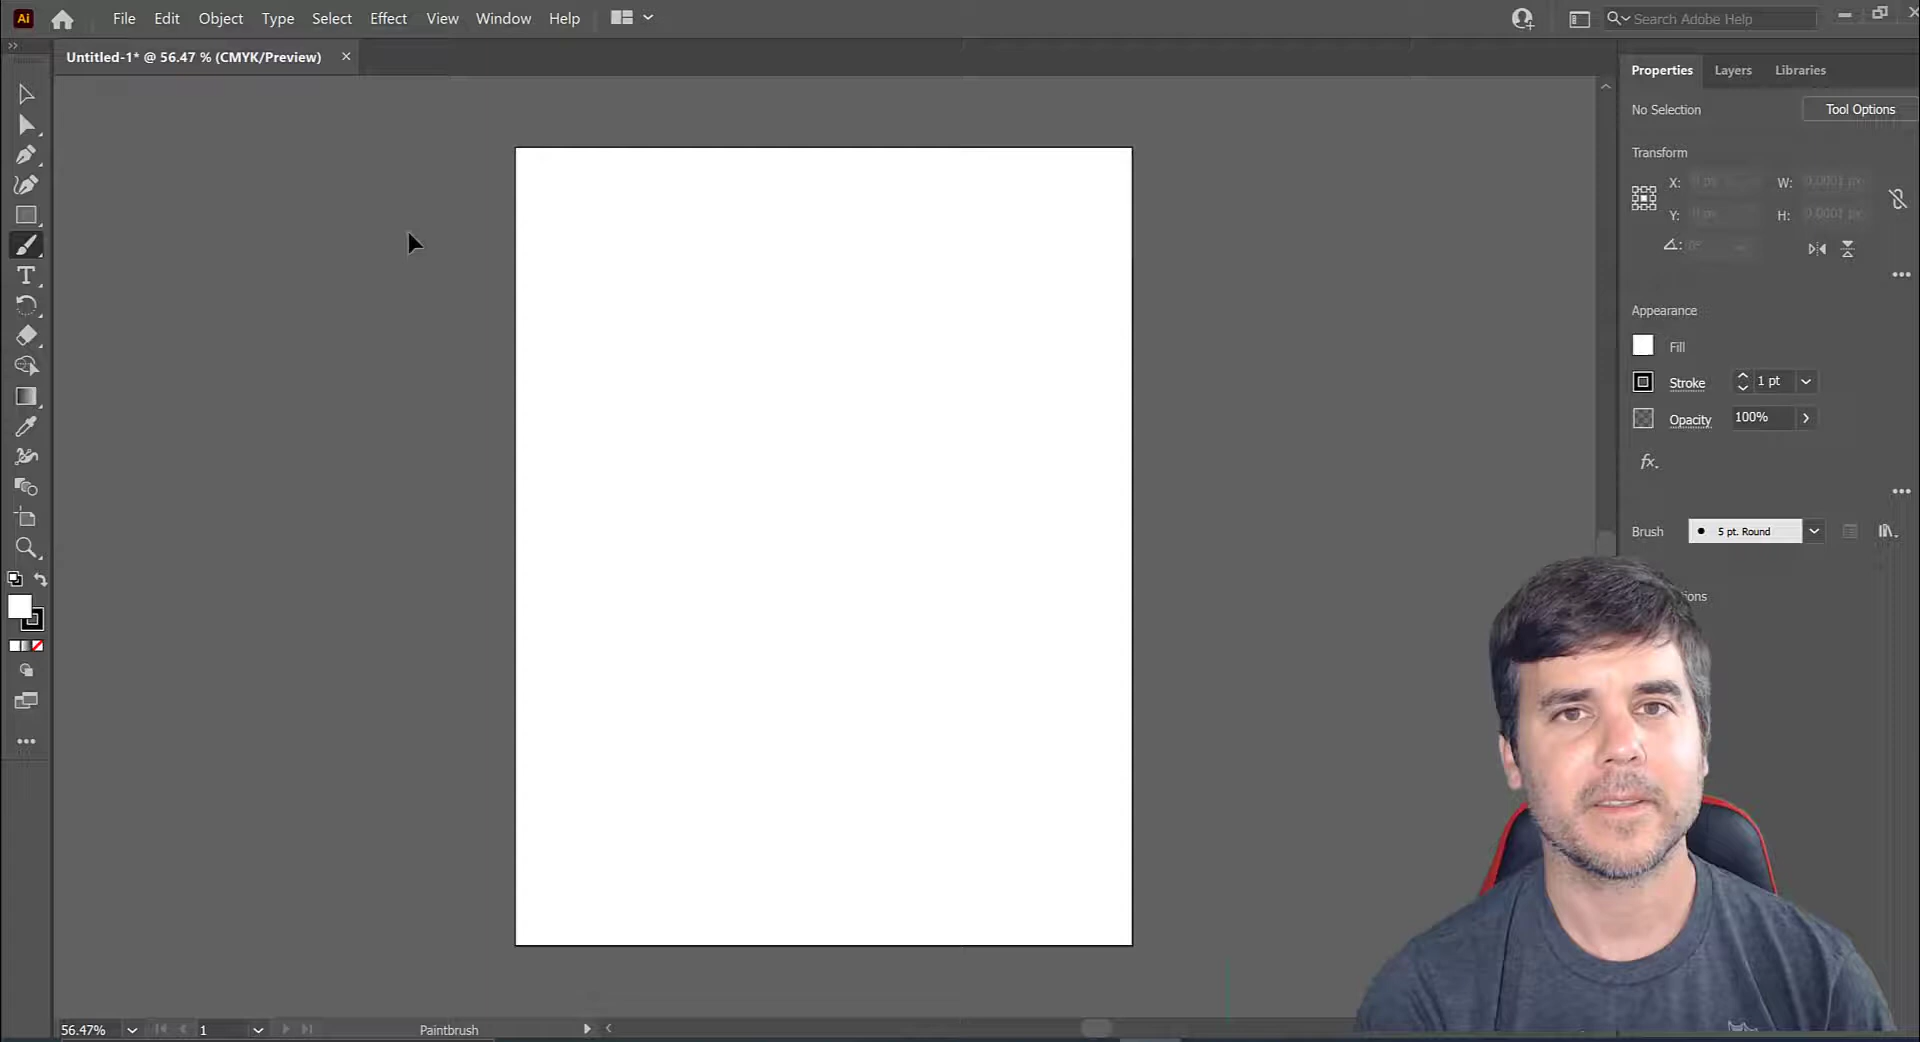 Ai File Edit Object Type Select Effect View Window Help Search Adobe Help
Untitled-1* @ 56.47 % (CMYK/Preview) ×
Properties Layers Libraries
No Selection Tool Options
Transform
X: W:
Y: H:
Appearance
Fill
Stroke 1 pt
Opacity 100%
fx.
Brush 5 pt. Round
ions
56.47% 1 Paintbrush